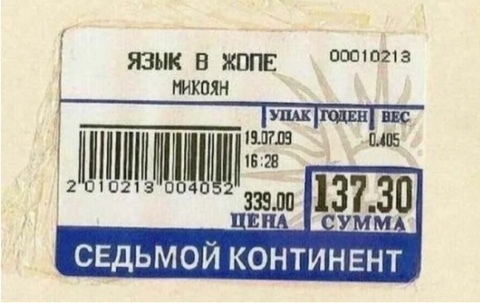 ЯЗЫК В ЖОПЕ
00010213
МИКОЯН
УПАК ГОДЕН ВЕС
19.07.09 0.405
16:28
2 010213 004052
339.00 137.30
ЦЕНА СУММА
СЕДЬМОЙ КОНТИНЕНТ